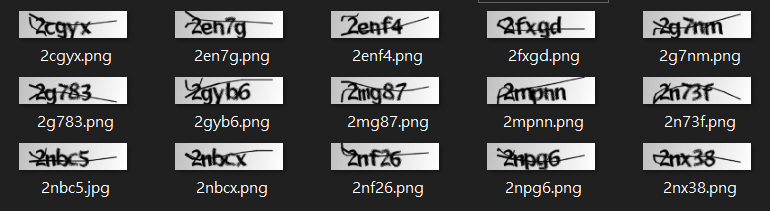 2cgyx 2en7g 2enf4 2fxgd 2g7nm
2cgyx.png 2en7g.png 2enf4.png 2fxgd.png 2g7nm.png
2g783 2gyb6 2mg87 2mpnn 2n73f
2g783.png 2gyb6.png 2mg87.png 2mpnn.png 2n73f.png
2nbc5 2nbcx 2nf26 2npg6 2nx38
2nbc5.jpg 2nbcx.png 2nf26.png 2npg6.png 2nx38.png